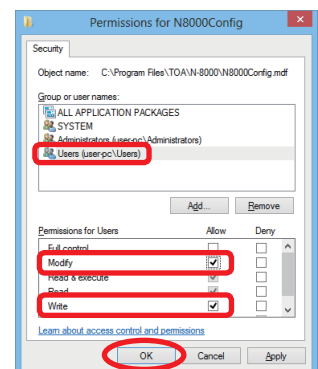 Permissions for N8000Config
Security
Object name: C:\Program Files\TOA\N-8000\N8000Config.mdf
Group or user names:
ALL APPLICATION PACKAGES
SYSTEM
Administrators (user-pc\Administrators)
Users (user-pc\Users)
Add... Remove
Permissions for Users Allow Deny
Full control
Modify
Read & execute
Read
Write
Learn about access control and permissions
OK Cancel Apply